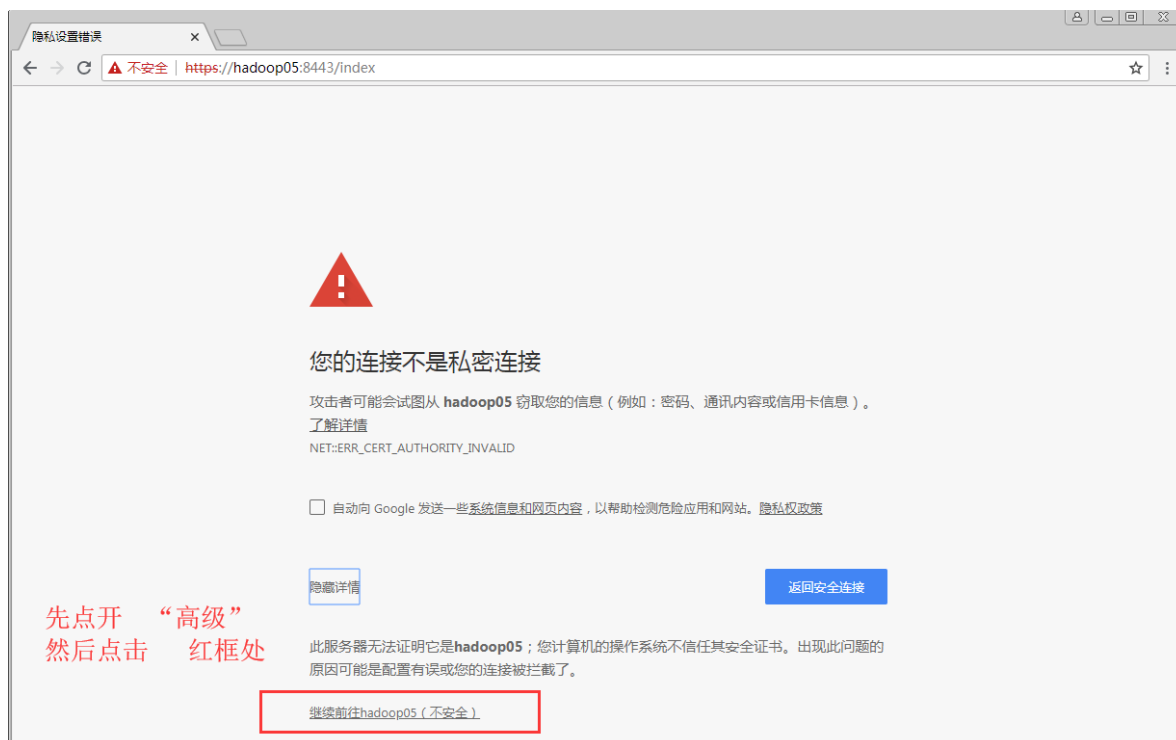 隐私设置错误
不安全 | https://hadoop05:8443/index
您的连接不是私密连接
攻击者可能会试图从 hadoop05 窃取您的信息（例如：密码、通讯内容或信用卡信息）。
了解详情
NET::ERR_CERT_AUTHORITY_INVALID
自动向 Google 发送一些系统信息和网页内容，以帮助检测危险应用和网站。隐私权政策
隐藏详情
返回安全连接
先点开 “高级”
然后点击 红框处
此服务器无法证明它是hadoop05；您计算机的操作系统不信任其安全证书。出现此问题的
原因可能是配置有误或您的连接被拦截了。
继续前往hadoop05（不安全）